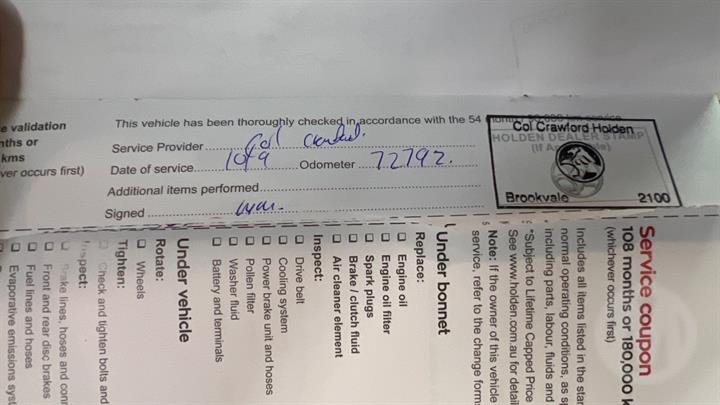 e validation
nths or
kms
ver occurs first)
This vehicle has been thoroughly checked in accordance with the 54
Service Provider Col Crawford.
Date of service Odometer 72792.
Additional items performed
Signed
Col Crawford Holden
HOLDEN DEALER STAMP
Brookvale 2100
Service coupon
108 months or 180,000 k
(whichever occurs first)
Includes all items listed in the stan
normal operating conditions, as sp
including parts, labour, fluids and
*Subject to Lifetime Capped Price
See www.holden.com.au for detail
Note: If the owner of this vehicle
service, refer to the change form
Under bonnet
Replace:
Engine oil
Engine oil filter
Spark plugs
Brake / clutch fluid
Air cleaner element
Inspect:
Drive belt
Cooling system
Power brake unit and hoses
Pollen filter
Washer fluid
Battery and terminals
Under vehicle
Rotate:
Wheels
Tighten:
Check and tighten bolts and
Inspect:
Brake lines, hoses and conn
Front and rear disc brakes
Fuel lines and hoses
Evaporative emissions syst